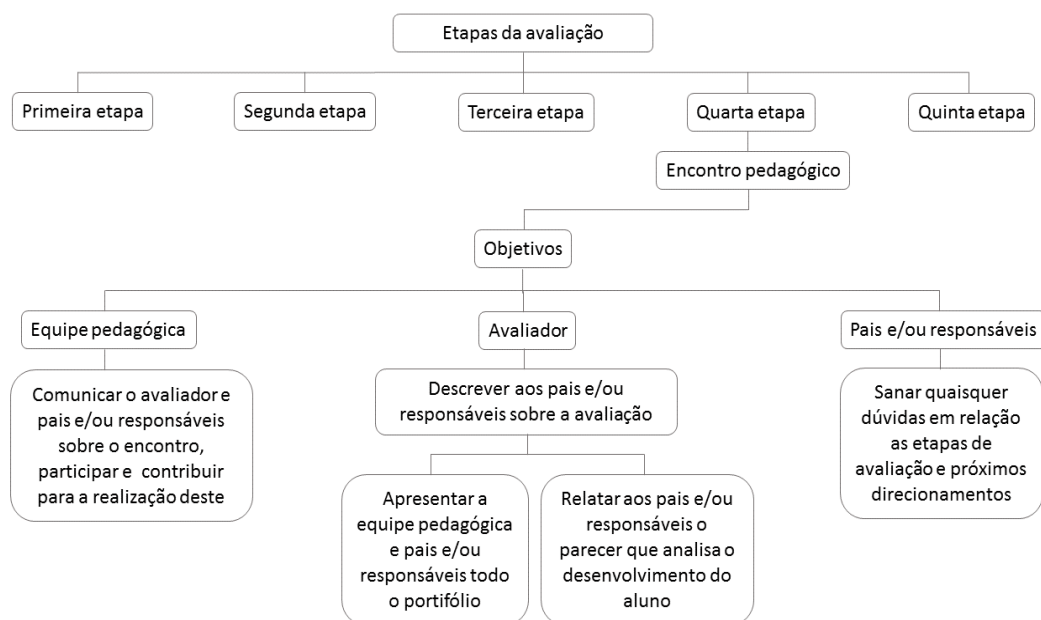 Etapas da avaliação
Primeira etapa
Segunda etapa
Terceira etapa
Quarta etapa
Quinta etapa
Encontro pedagógico
Objetivos
Equipe pedagógica
Avaliador
Pais e/ou responsáveis
Comunicar o avaliador e
pais e/ou responsáveis
sobre o encontro,
participar e contribuir
para a realização deste
Descrever aos pais e/ou
responsáveis sobre a avaliação
Sanar quaisquer
dúvidas em relação
as etapas de
avaliação e próximos
direcionamentos
Apresentar a
equipe pedagógica
e pais e/ou
responsáveis todo
o portifólio
Relatar aos pais e/ou
responsáveis o
parecer que analisa o
desenvolvimento do
aluno